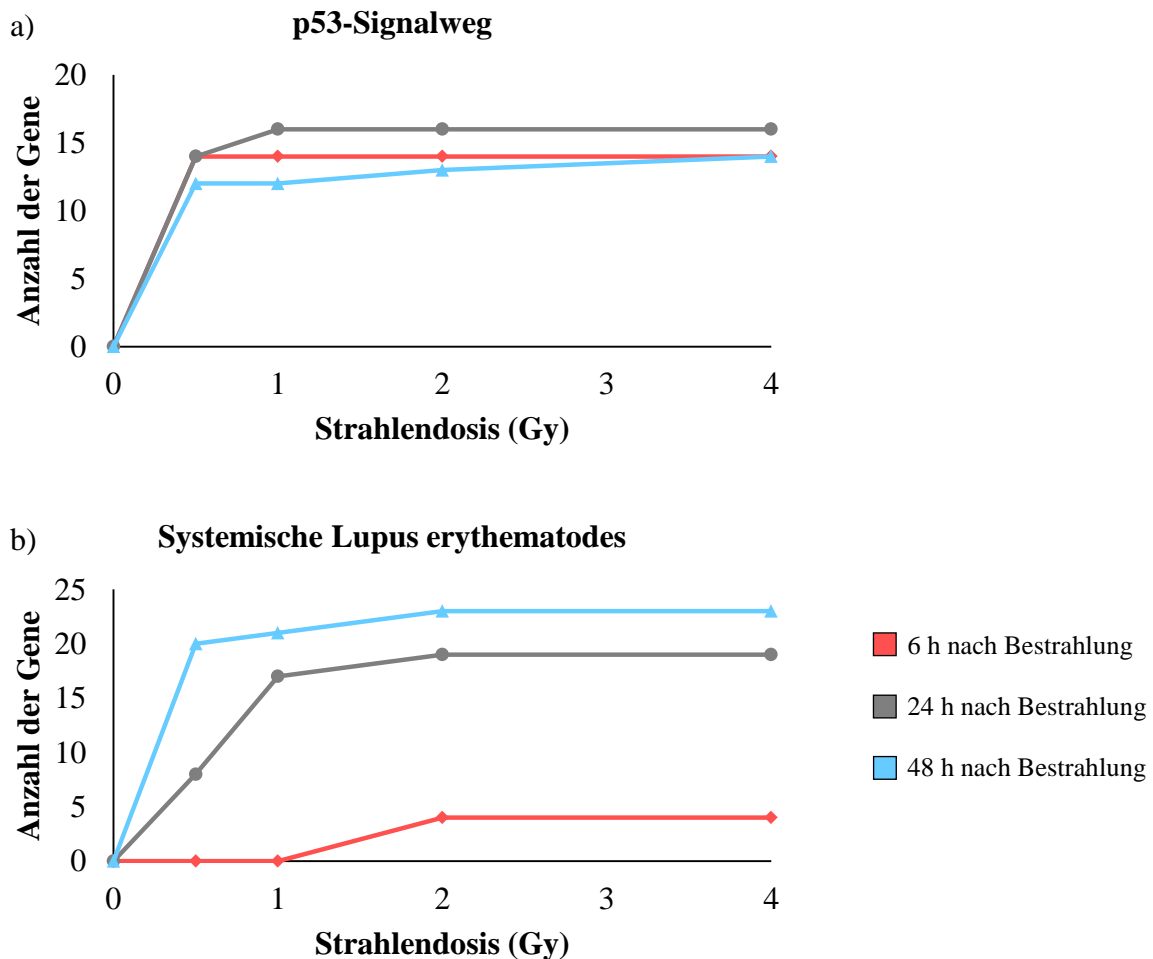 a)
p53-Signalweg
20
15
10
5
0
Anzahl der Gene
0 1 2 3 4
Strahlendosis (Gy)
b)
Systemische Lupus erythematodes
25
20
15
10
5
0
Anzahl der Gene
0 1 2 3 4
Strahlendosis (Gy)
6 h nach Bestrahlung
24 h nach Bestrahlung
48 h nach Bestrahlung